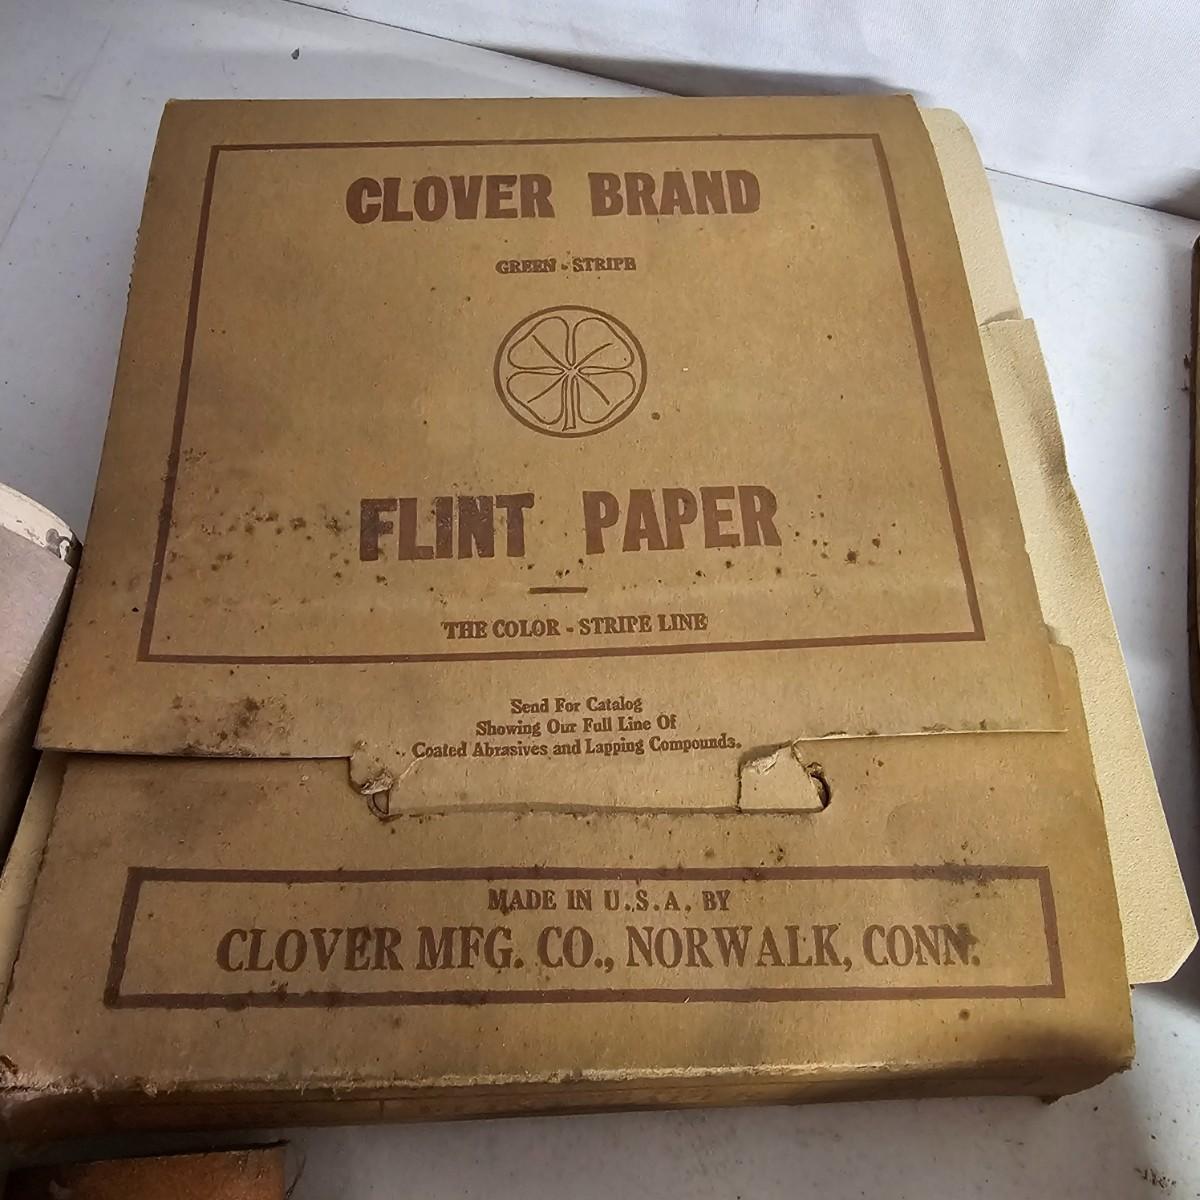 CLOVER BRAND
GREEN - STRIPE
FLINT PAPER
THE COLOR - STRIPE LINE
Send For Catalog
Showing Our Full Line Of
Coated Abrasives and Lapping Compounds.
MADE IN U.S.A. BY
CLOVER MFG. CO., NORWALK, CONN.